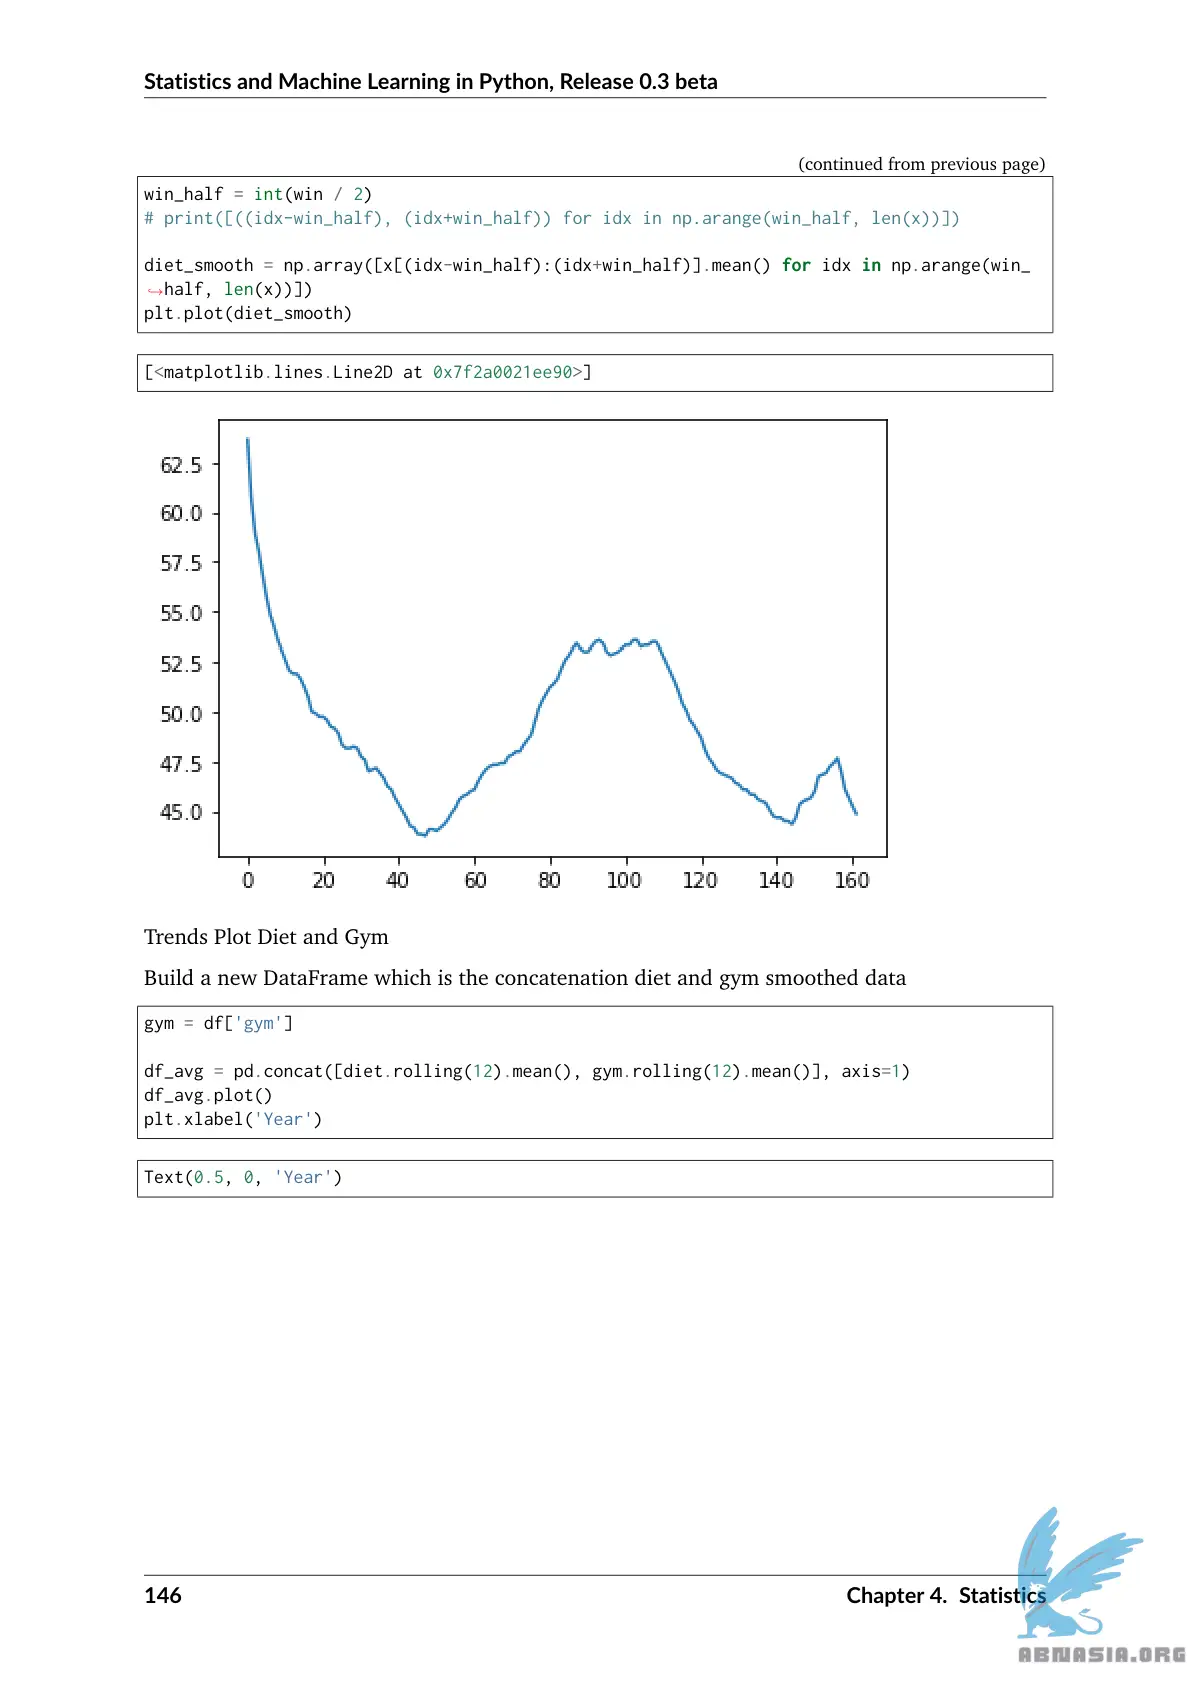 Statistics and Machine Learning in Python, Release 0.3 beta
(continued from previous page)
win_half = int(win / 2)
# print([((idx-win_half), (idx+win_half)) for idx in np.arange(win_half, len(x))])
diet_smooth = np.array([x[(idx-win_half):(idx+win_half)].mean() for idx in np.arange(win_
↪half, len(x))])
plt.plot(diet_smooth)
[<matplotlib.lines.Line2D at 0x7f2a0021ee90>]
62.5
60.0
57.5
55.0
52.5
50.0
47.5
45.0
0 20 40 60 80 100 120 140 160
Trends Plot Diet and Gym
Build a new DataFrame which is the concatenation diet and gym smoothed data
gym = df['gym']
df_avg = pd.concat([diet.rolling(12).mean(), gym.rolling(12).mean()], axis=1)
df_avg.plot()
plt.xlabel('Year')
Text(0.5, 0, 'Year')
146 Chapter 4. Statistics
ABNASIA.ORG